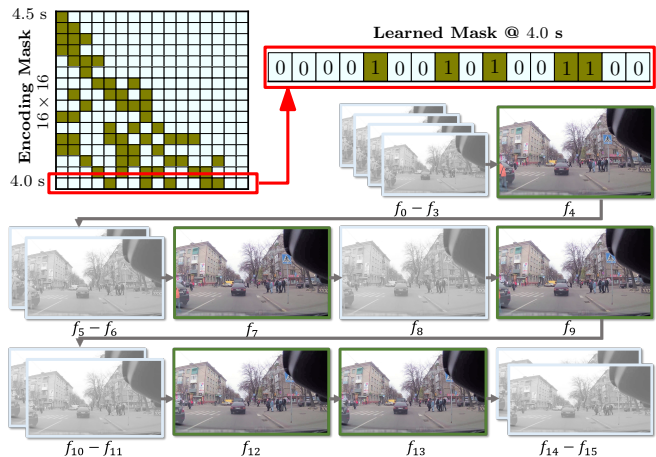 4.5 s
Encoding Mask
16 × 16
4.0 s
Learned Mask @ 4.0 s
0 0 0 0 1 0 0 1 0 1 0 0 1 1 0 0
f0 − f3
f4
f5 − f6
f7
f8
f9
f10 − f11
f12
f13
f14 − f15